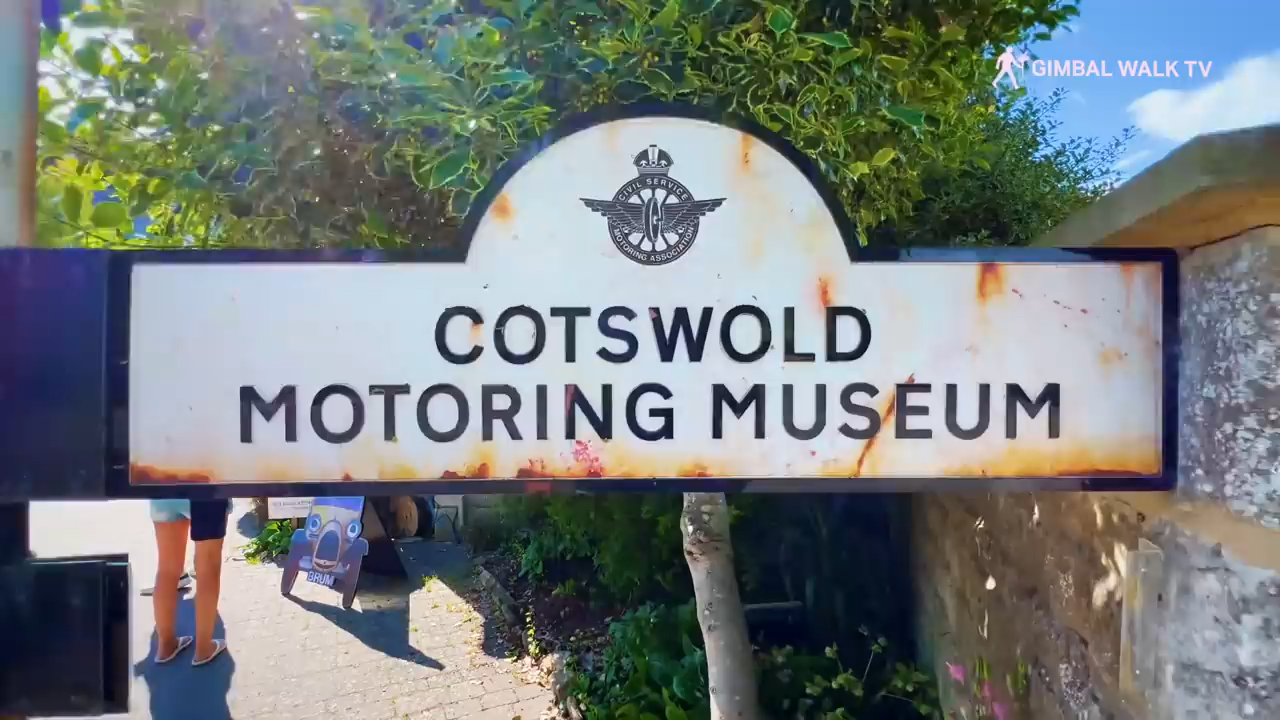 GIMBAL WALK TV
CIVIL SERVICE
MOTORING ASSOCIATION
COTSWOLD
MOTORING MUSEUM
BRUM